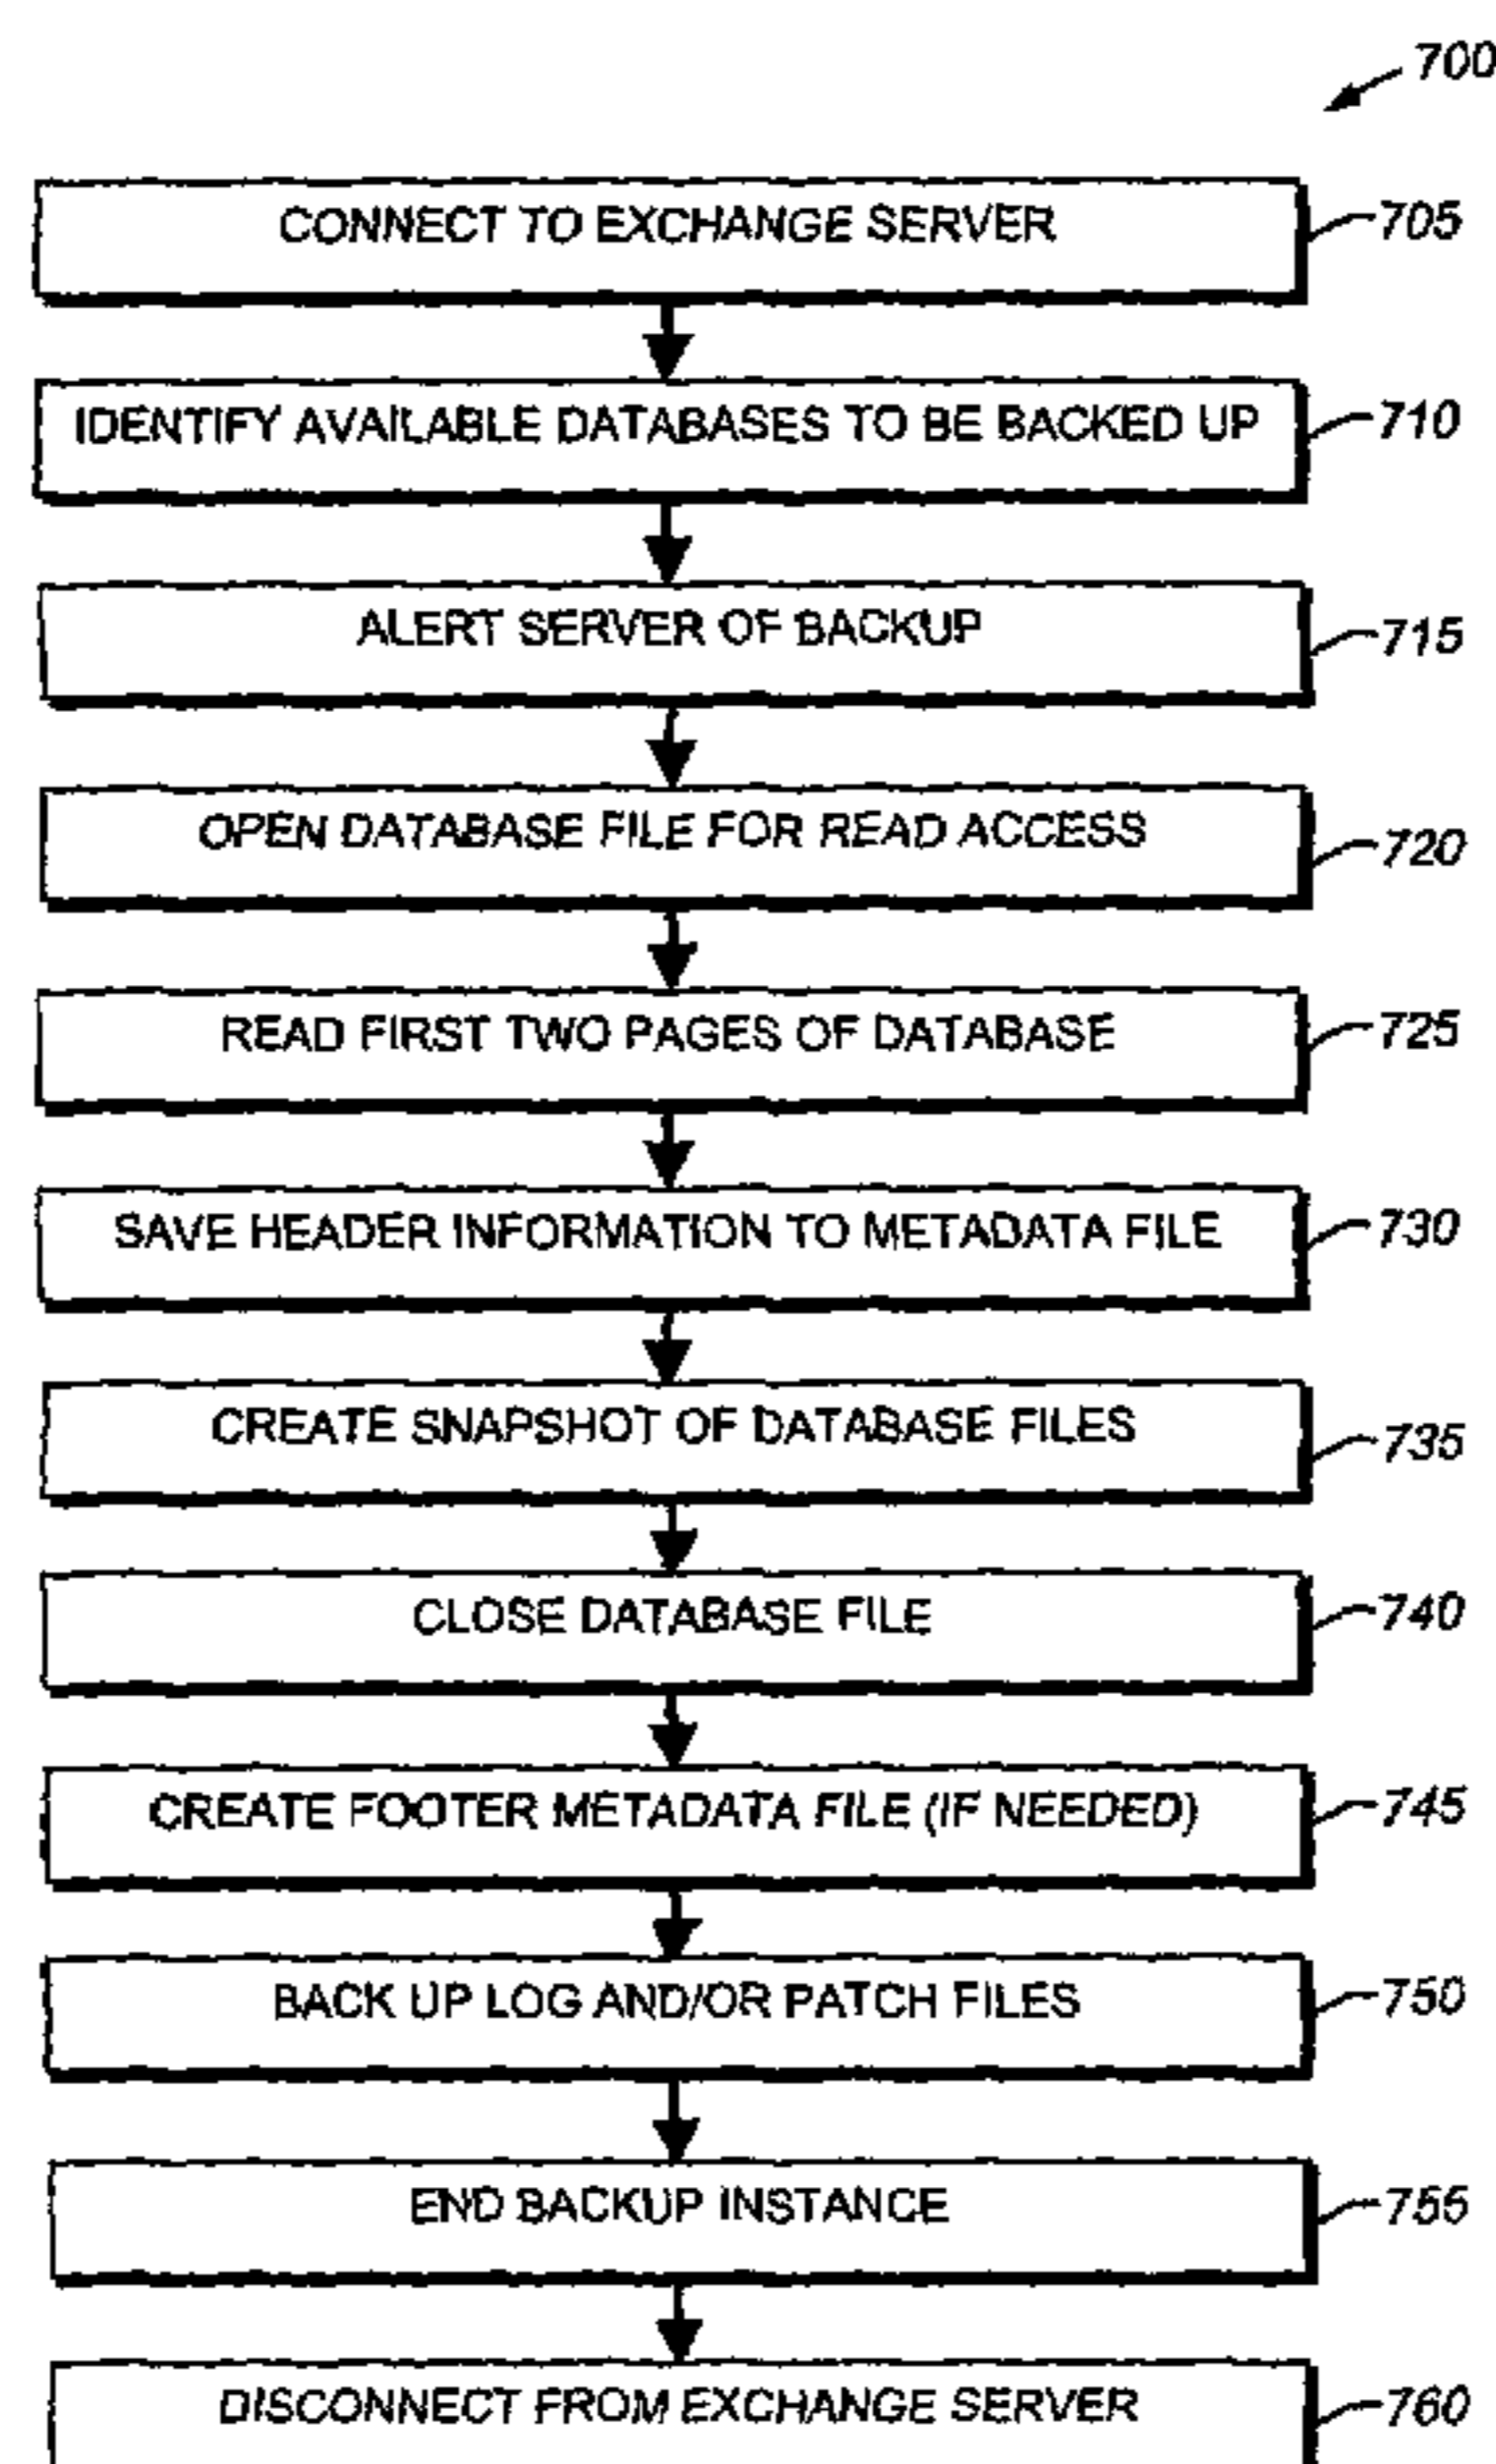 700
CONNECT TO EXCHANGE SERVER 705
IDENTIFY AVAILABLE DATABASES TO BE BACKED UP 710
ALERT SERVER OF BACKUP 715
OPEN DATABASE FILE FOR READ ACCESS 720
READ FIRST TWO PAGES OF DATABASE 725
SAVE HEADER INFORMATION TO METADATA FILE 730
CREATE SNAPSHOT OF DATABASE FILES 735
CLOSE DATABASE FILE 740
CREATE FOOTER METADATA FILE (IF NEEDED) 745
BACK UP LOG AND/OR PATCH FILES 750
END BACKUP INSTANCE 755
DISCONNECT FROM EXCHANGE SERVER 760